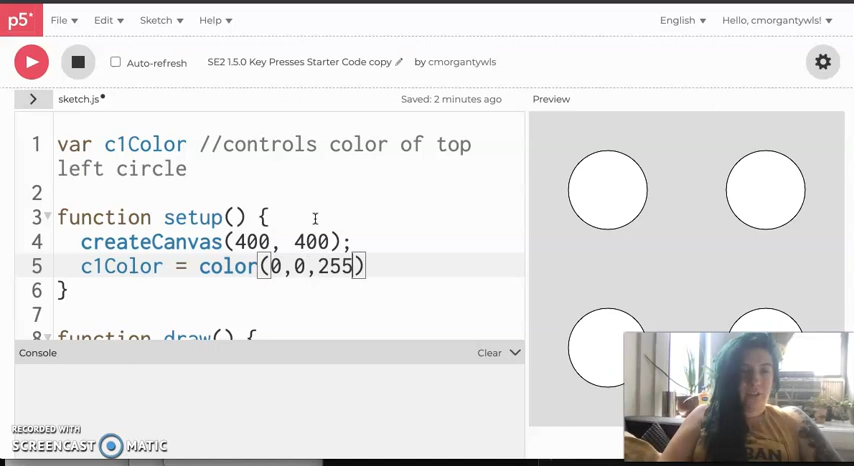 p5* File Edit Sketch Help English Hello, cmorgantywls!
Auto-refresh SE2 1.5.0 Key Presses Starter Code copy by cmorgantywls
sketch.js Saved: 2 minutes ago Preview
1 var c1Color //controls color of top
left circle
2
3 function setup() {
4 createCanvas(400, 400);
5 c1Color = color(0,0,255)
6 }
7
8 function draw() {
Console Clear
RECORDED WITH
SCREENCAST MATIC